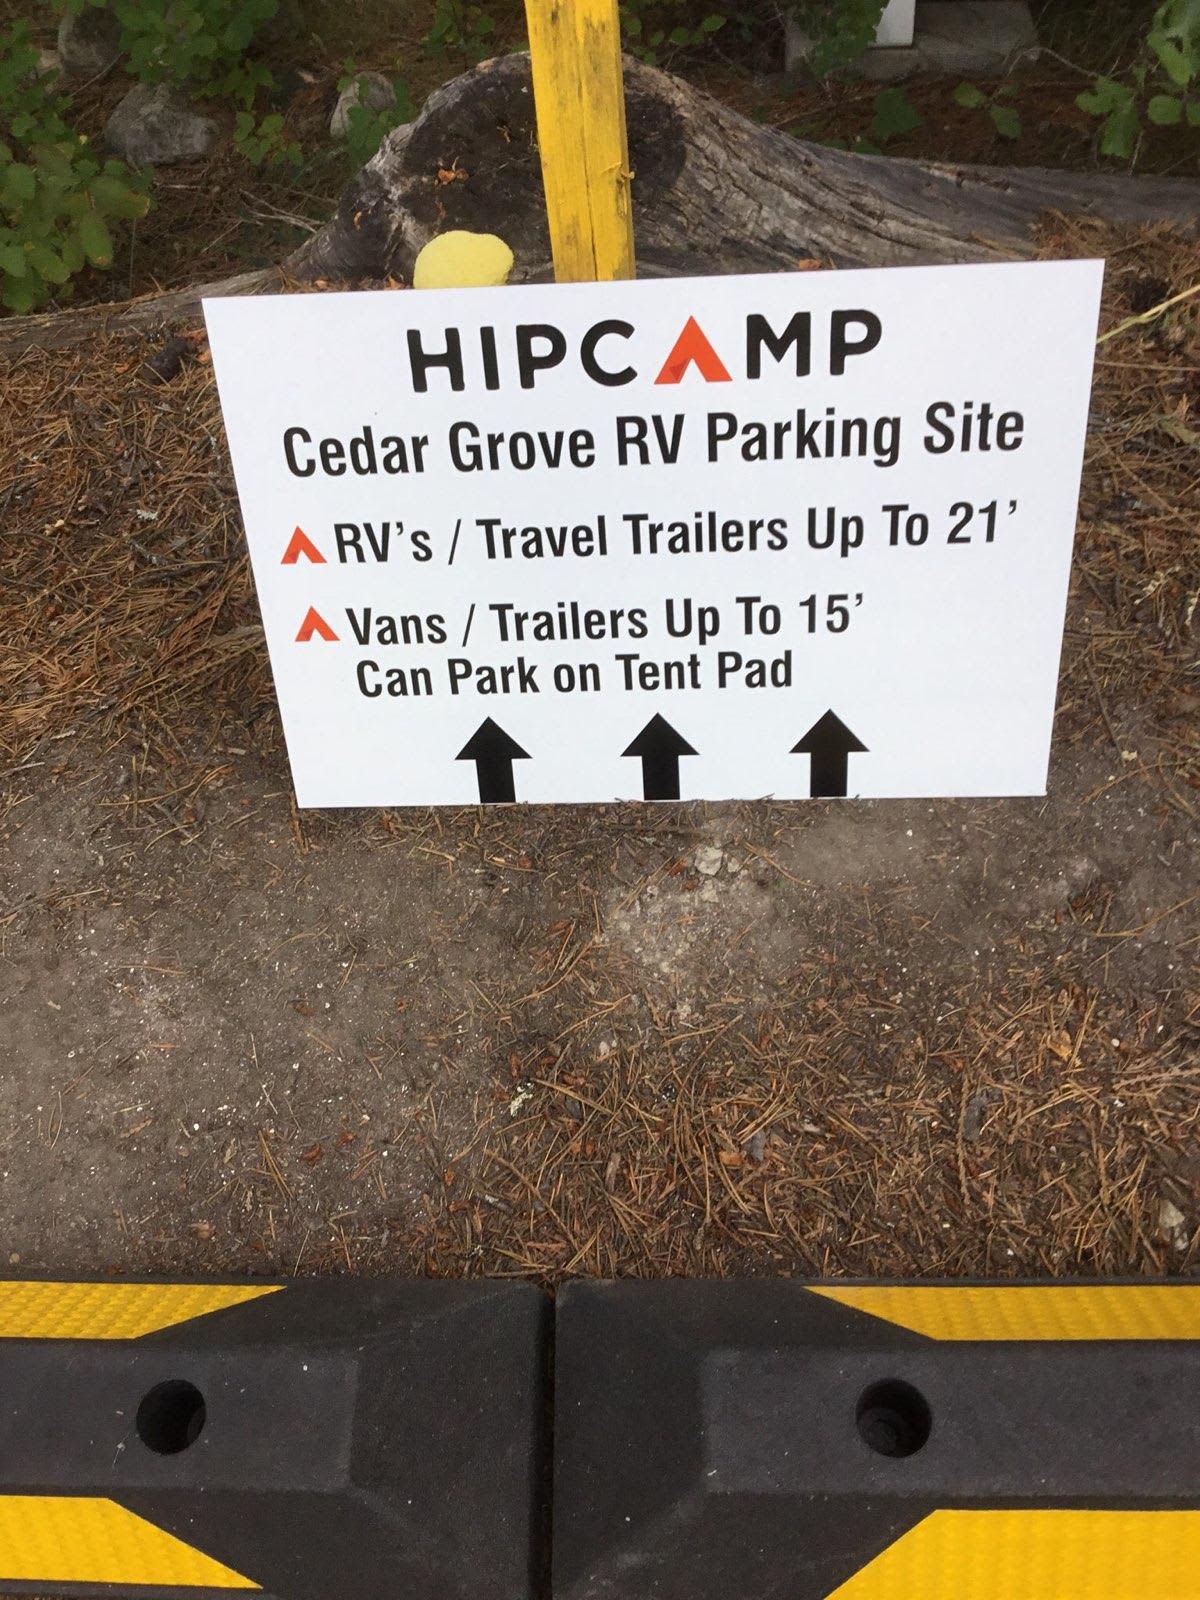 HIPCAMP
Cedar Grove RV Parking Site
RV's / Travel Trailers Up To 21'
Vans / Trailers Up To 15'
Can Park on Tent Pad